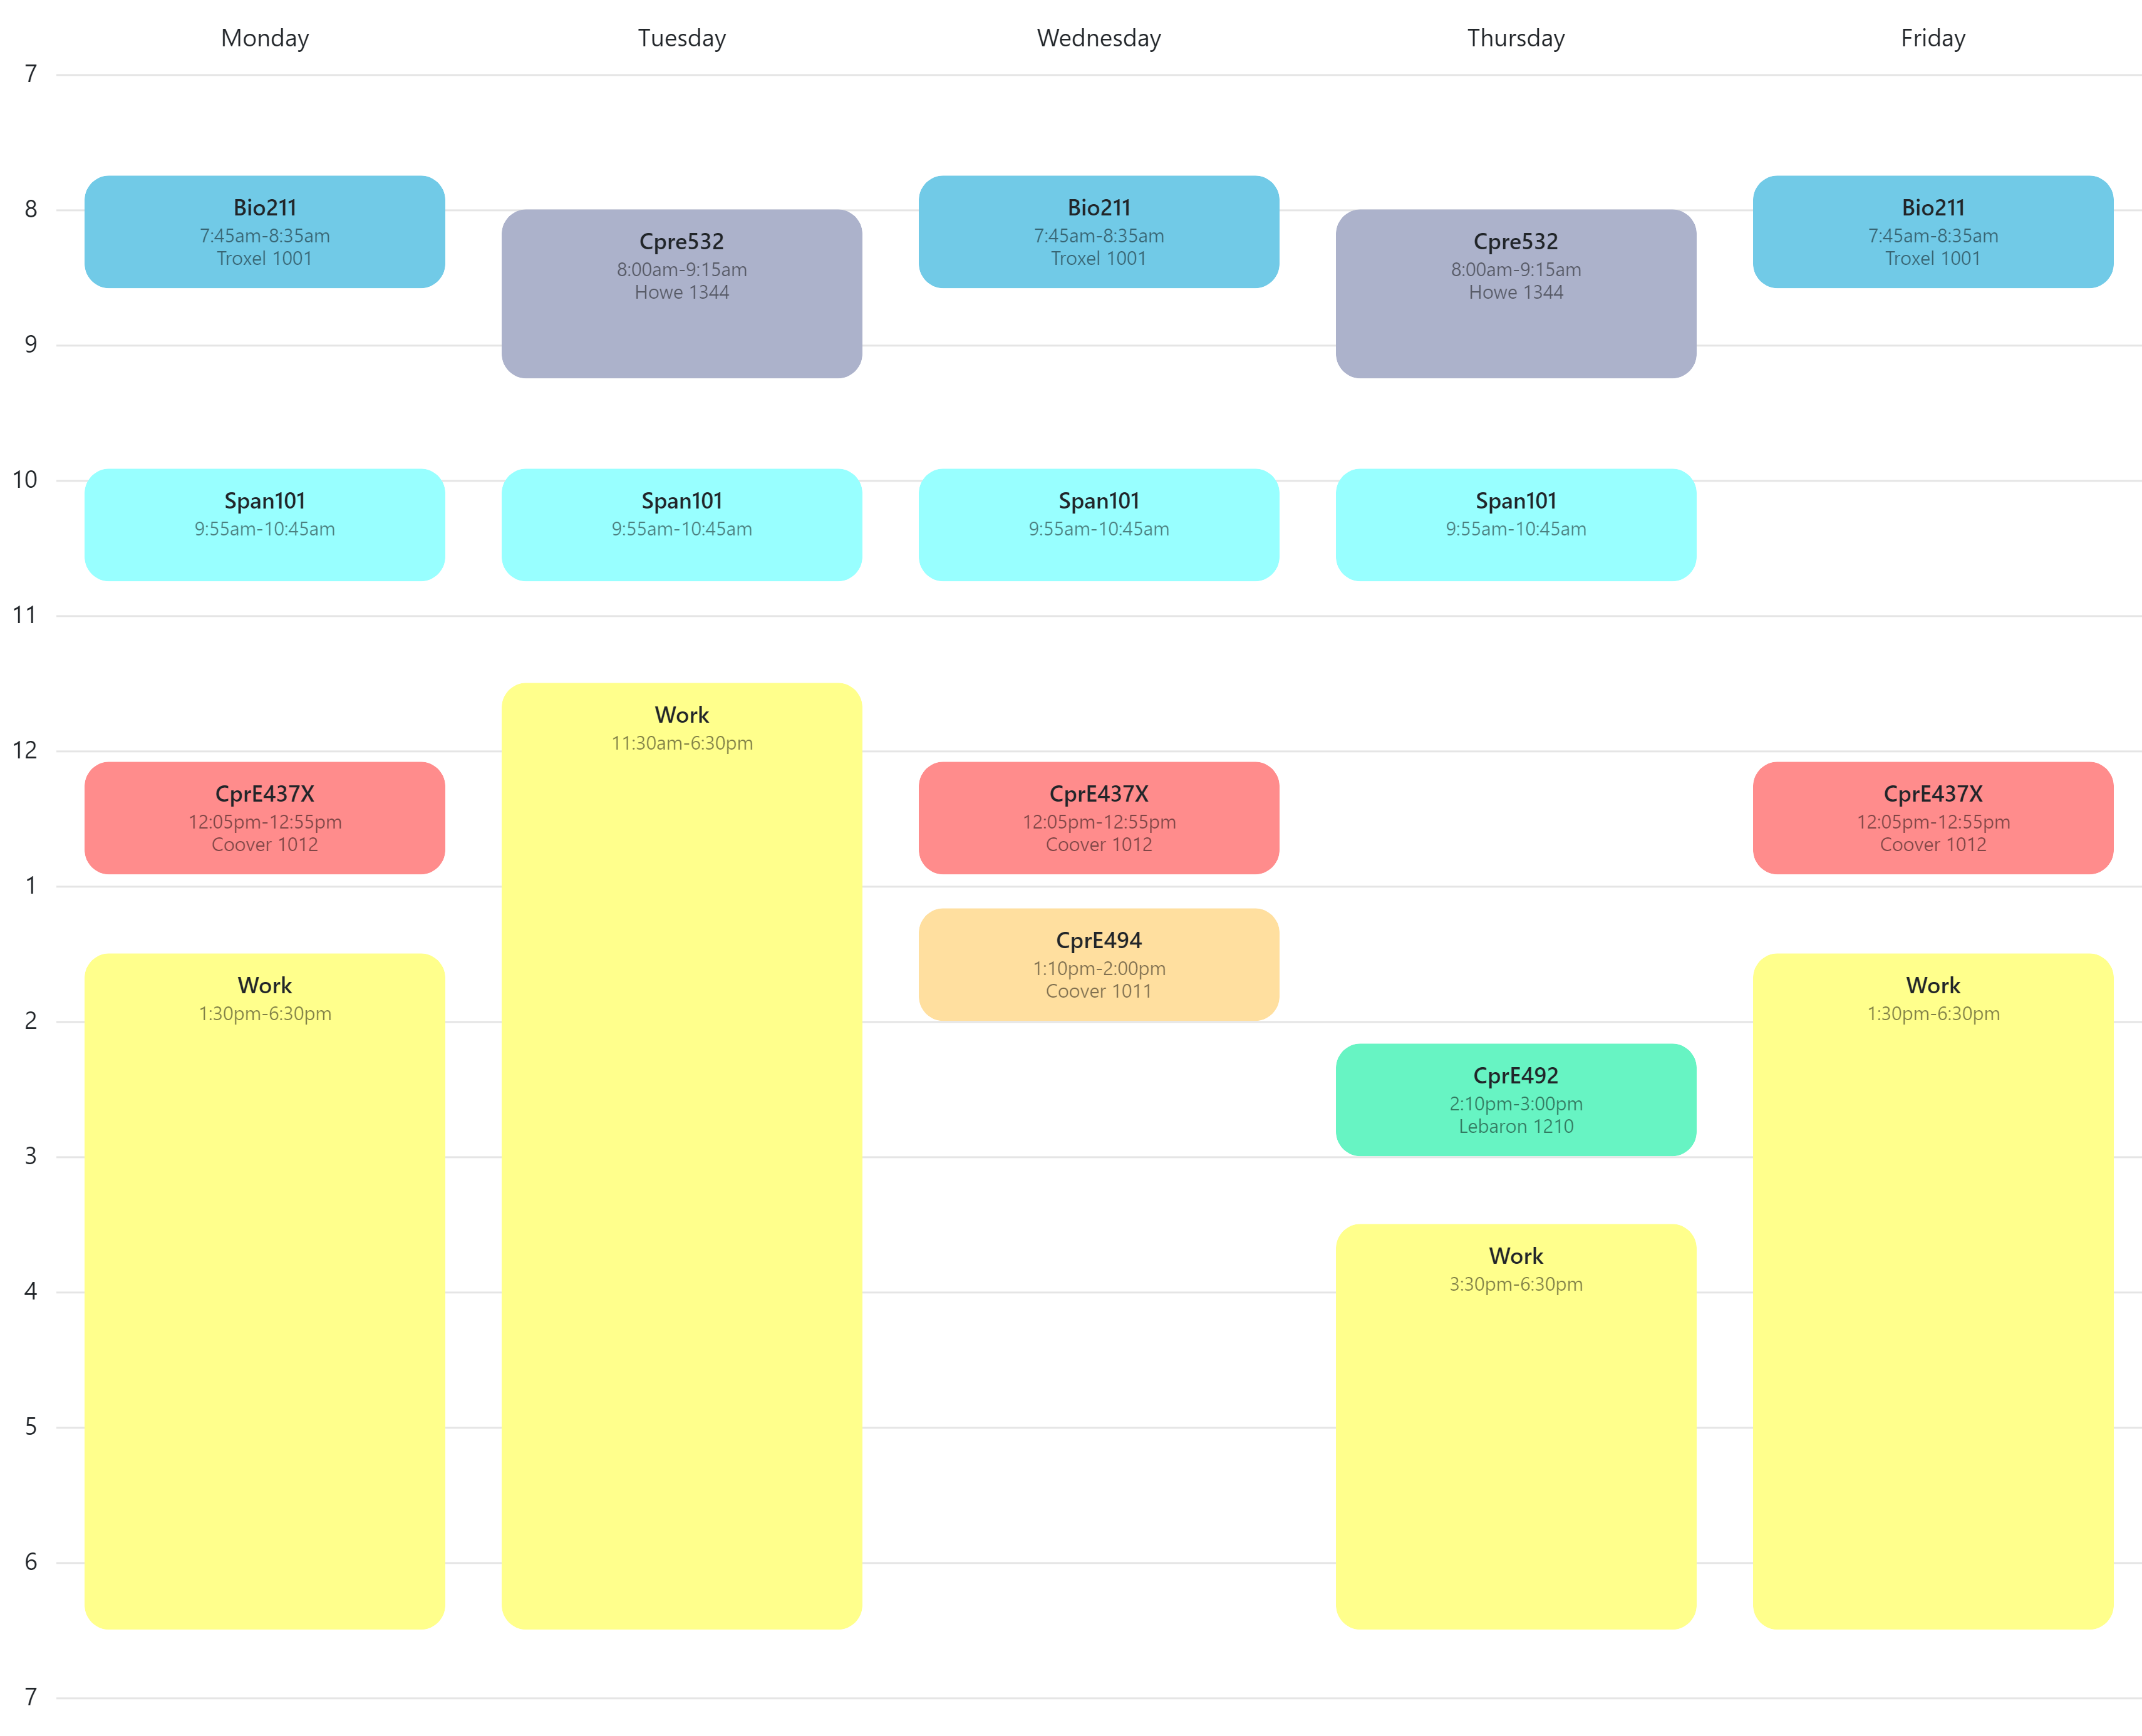 Monday
Tuesday
Wednesday
Thursday
Friday
7
8
9
10
11
12
1
2
3
4
5
6
7
Bio211
7:45am-8:35am
Troxel 1001
Span101
9:55am-10:45am
CprE437X
12:05pm-12:55pm
Coover 1012
Work
1:30pm-6:30pm
Cpre532
8:00am-9:15am
Howe 1344
Span101
9:55am-10:45am
Work
11:30am-6:30pm
Bio211
7:45am-8:35am
Troxel 1001
Span101
9:55am-10:45am
CprE437X
12:05pm-12:55pm
Coover 1012
CprE494
1:10pm-2:00pm
Coover 1011
Cpre532
8:00am-9:15am
Howe 1344
Span101
9:55am-10:45am
CprE492
2:10pm-3:00pm
Lebaron 1210
Work
3:30pm-6:30pm
Bio211
7:45am-8:35am
Troxel 1001
CprE437X
12:05pm-12:55pm
Coover 1012
Work
1:30pm-6:30pm